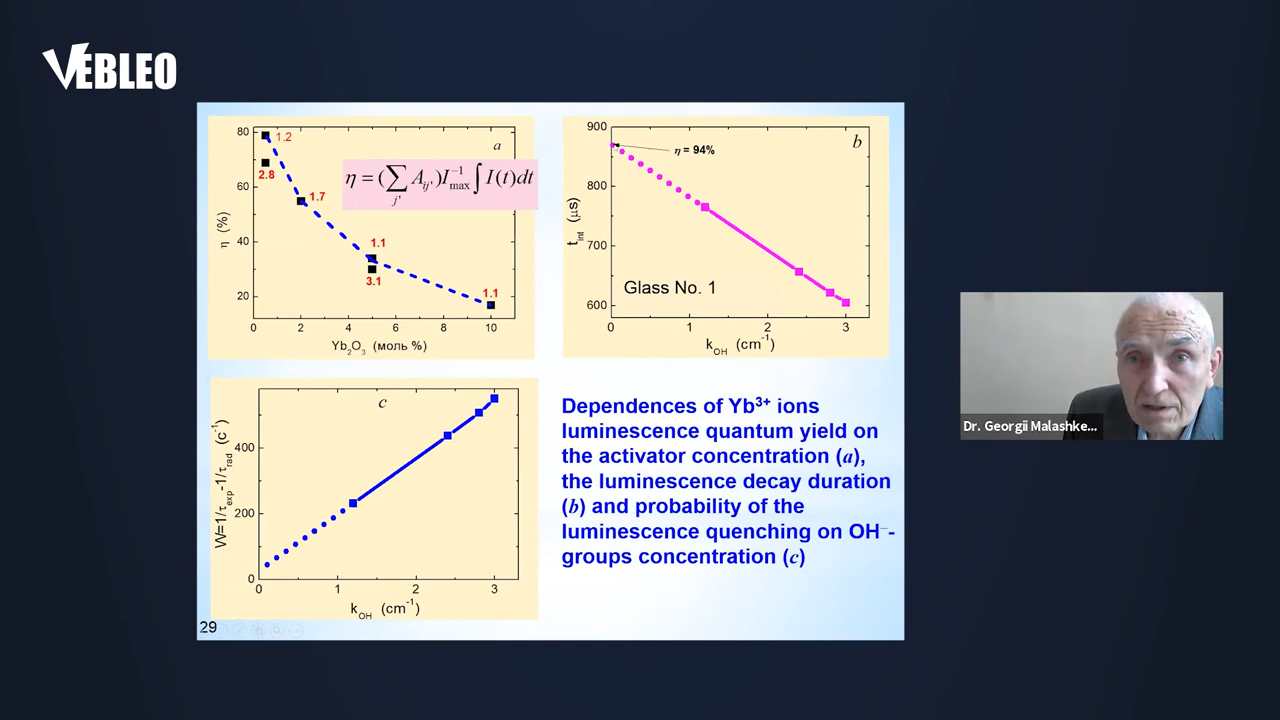 VEBLEO
80
60
40
20
0
2
4
6
8
10
η (%)
Yb2O3 (моль %)
a
1.2
2.8
1.7
1.1
3.1
1.1
η = (∑ Aij')I⁻¹max ∫ I(t)dt
j'
900
800
700
600
0
1
2
3
tint (μs)
kOH (cm⁻¹)
b
η = 94%
Glass No. 1
400
200
0
0
1
2
3
W=1/τexp-1/τrad (c⁻¹)
kOH (cm⁻¹)
c
Dependences of Yb³⁺ ions
luminescence quantum yield on
the activator concentration (a),
the luminescence decay duration
(b) and probability of the
luminescence quenching on OH⁻-
groups concentration (c)
29
Dr. Georgii Malashke...